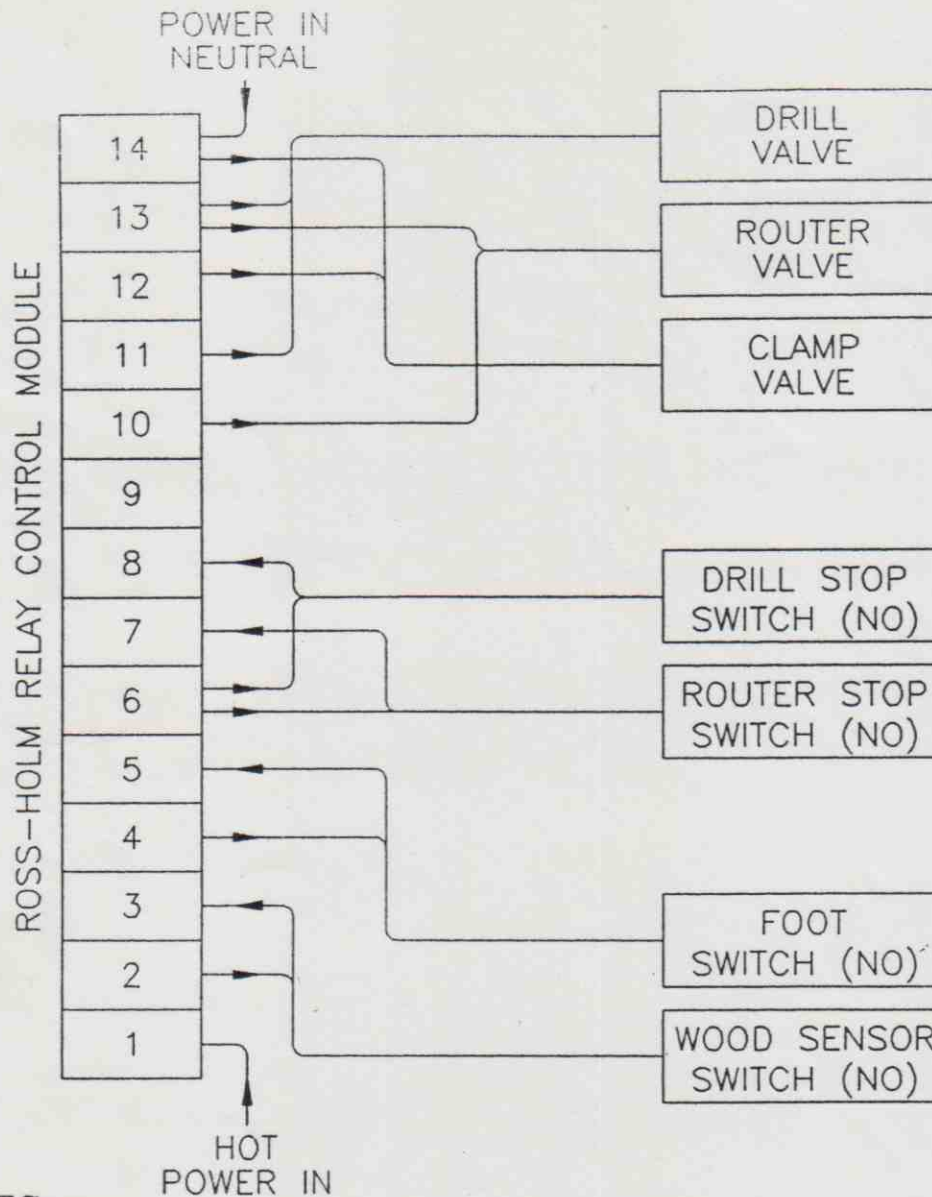 POWER IN
NEUTRAL
ROSS-HOLM RELAY CONTROL MODULE
14
13
12
11
10
9
8
7
6
5
4
3
2
1
DRILL
VALVE
ROUTER
VALVE
CLAMP
VALVE
DRILL STOP
SWITCH (NO)
ROUTER STOP
SWITCH (NO)
FOOT
SWITCH (NO)
WOOD SENSOR
SWITCH (NO)
HOT
POWER IN